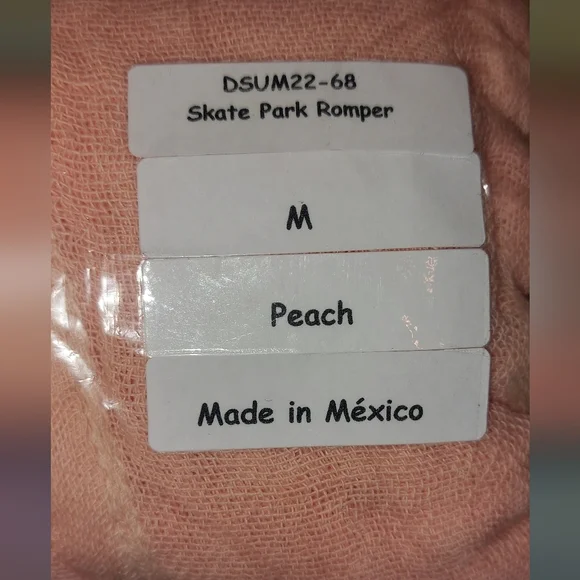 DSUM22-68
Skate Park Romper
M
Peach
Made in México